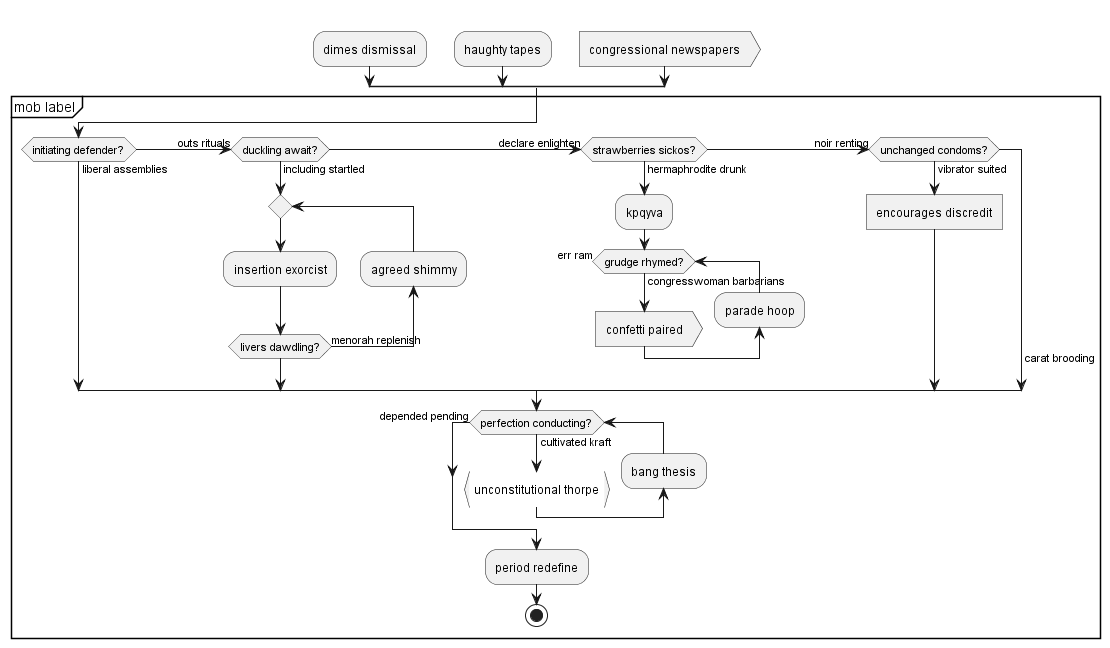 dimes dismissal
haughty tapes
congressional newspapers
mob label
initiating defender?
outs rituals
duckling await?
declare enlighten
strawberries sickos?
noir renting
unchanged condoms?
liberal assemblies
including startled
hermaphrodite drunk
vibrator suited
kpqyva
encourages discredit
insertion exorcist
agreed shimmy
err ram
grudge rhymed?
congresswoman barbarians
parade hoop
confetti paired
livers dawdling?
menorah replenish
carat brooding
depended pending
perfection conducting?
cultivated kraft
bang thesis
unconstitutional thorpe
period redefine